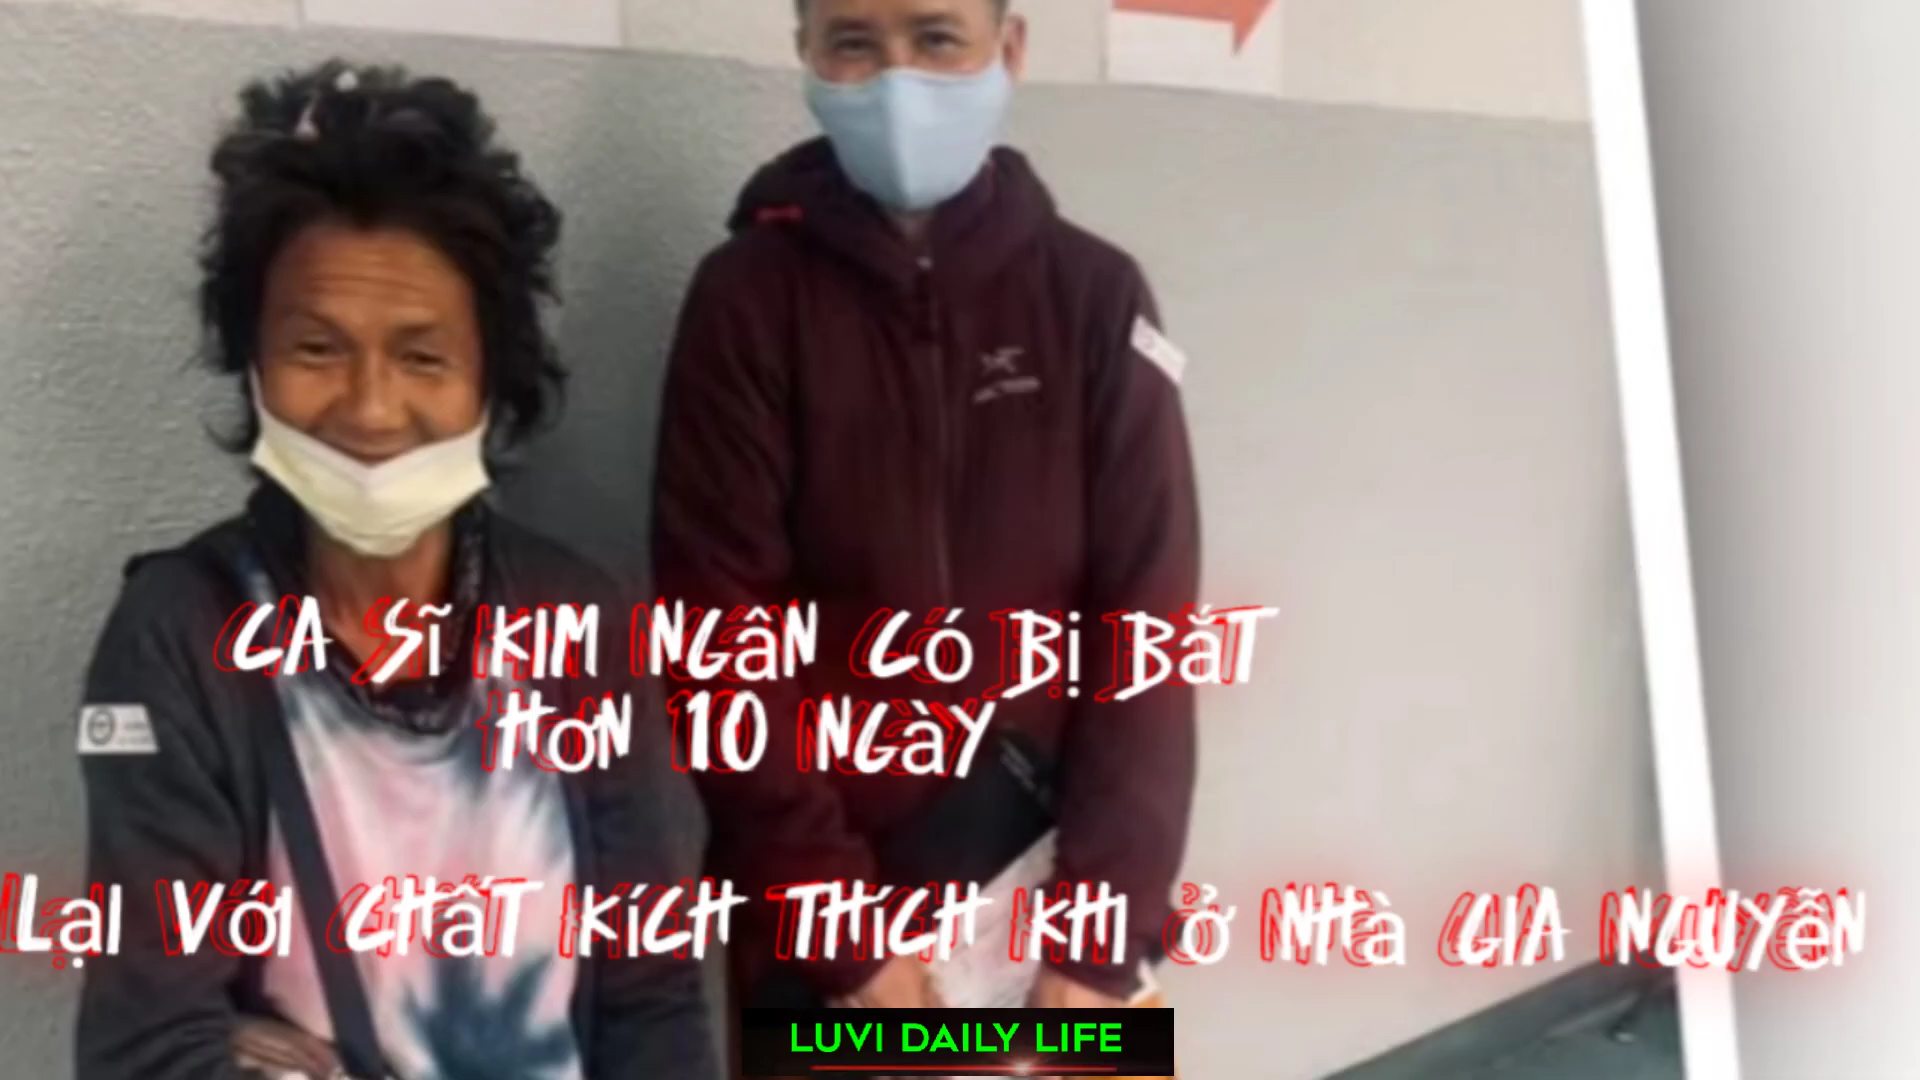 CA SĨ KIM NGÂN CÓ BỊ BẮT
HƠN 10 NGÀY
LẠI VỚI CHẤT KÍCH THÍCH KHI Ở NHÀ GIA NGUYỄN
LUVI DAILY LIFE